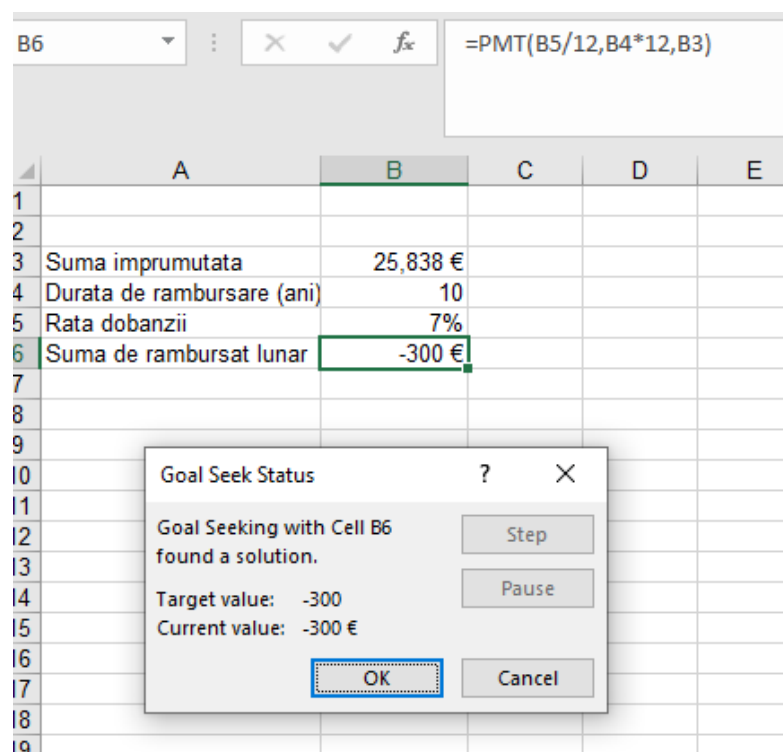 B6 fx =PMT(B5/12,B4*12,B3)
A B C D E
1
2
3 Suma imprumutata 25,838 €
4 Durata de rambursare (ani) 10
5 Rata dobanzii 7%
6 Suma de rambursat lunar -300 €
7
8
9
10 Goal Seek Status ? ×
11
12 Goal Seeking with Cell B6 Step
13 found a solution.
14 Target value: -300 Pause
15 Current value: -300 €
16
17 OK Cancel
18
19